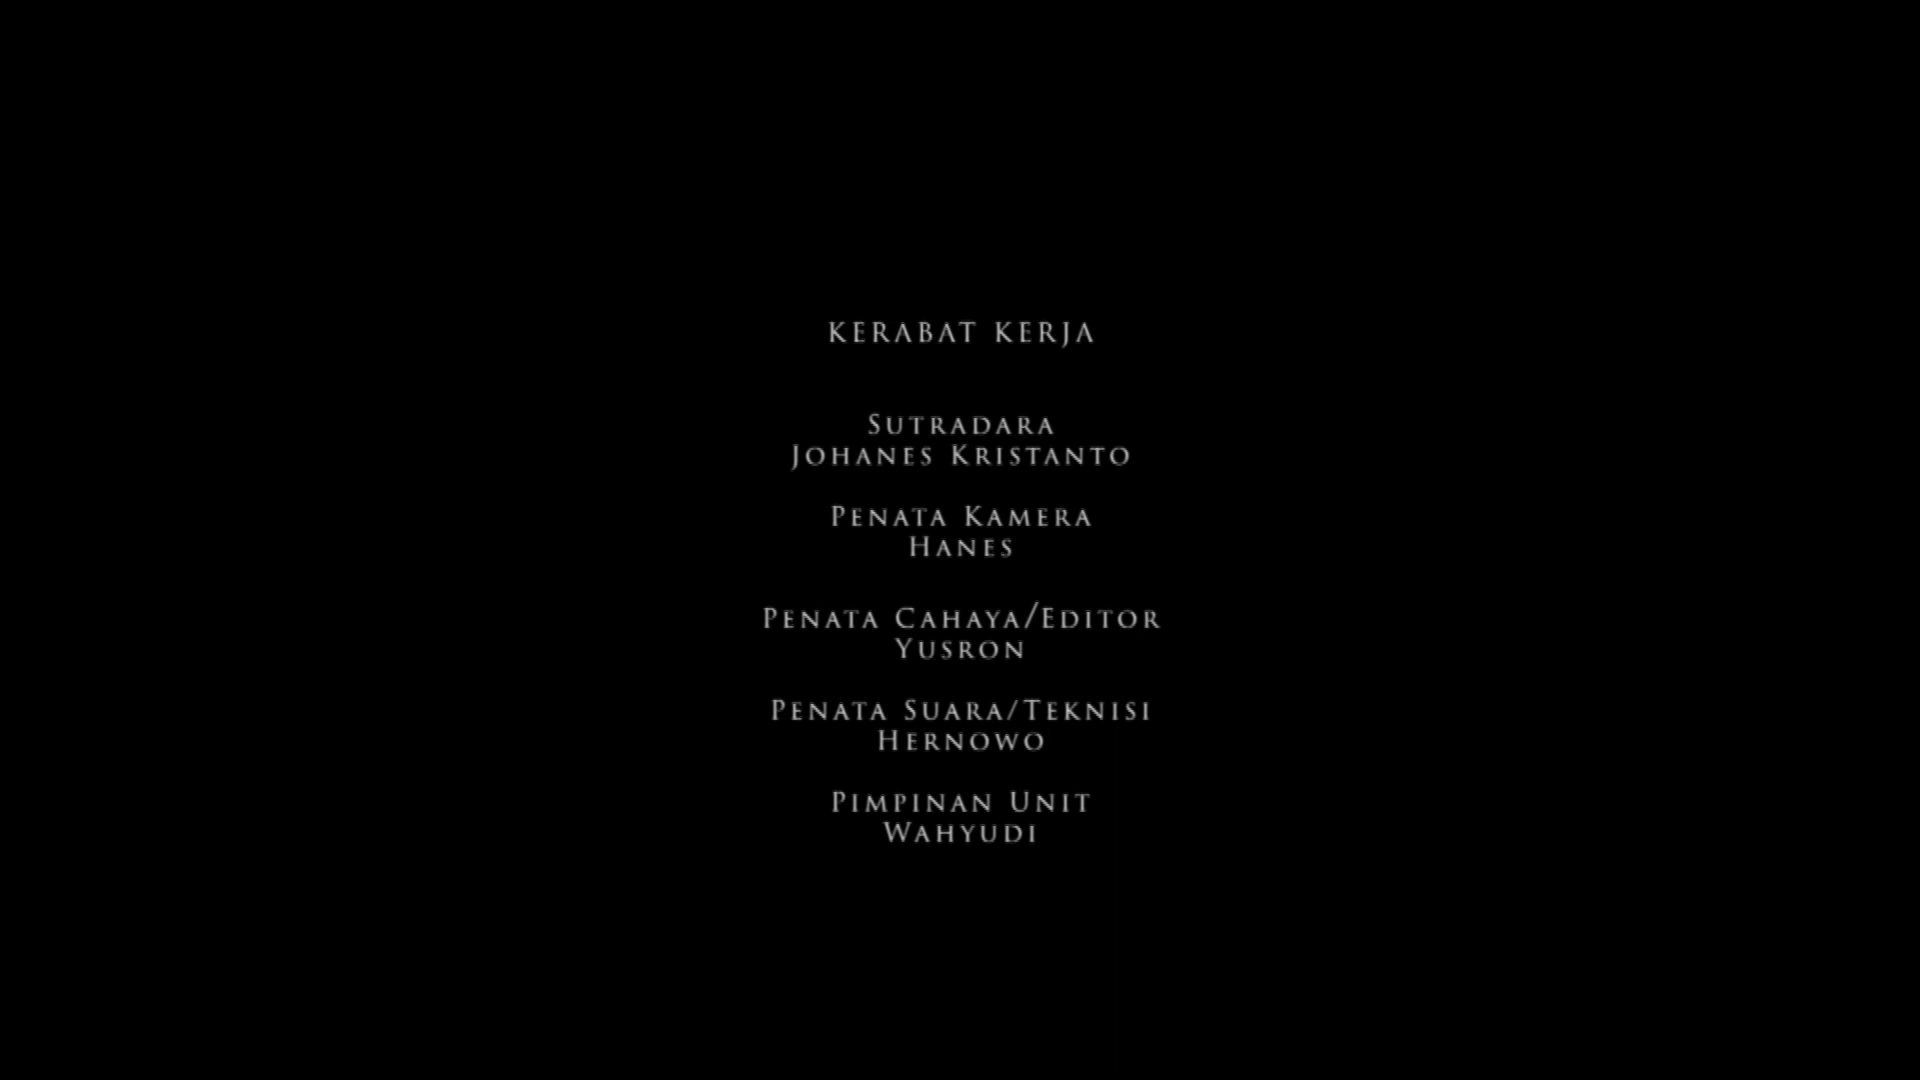 KERABAT KERJA
SUTRADARA
JOHANES KRISTANTO
PENATA KAMERA
HANES
PENATA CAHAYA/EDITOR
YUSRON
PENATA SUARA/TEKNISI
HERNOWO
PIMPINAN UNIT
WAHYUDI